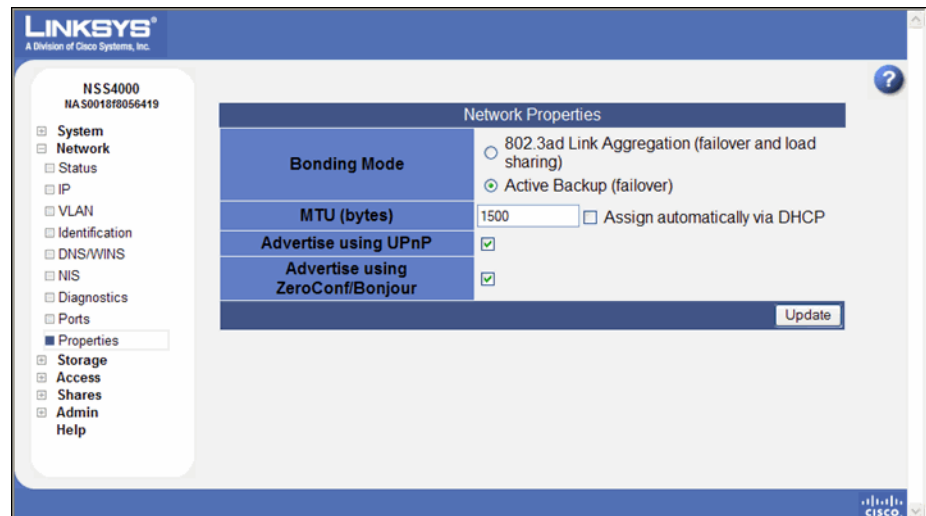 LINKSYS®
A Division of Cisco Systems, Inc.
NSS4000
NAS0018f8056419
System
Network
Status
IP
VLAN
Identification
DNS/WINS
NIS
Diagnostics
Ports
Properties
Storage
Access
Shares
Admin
Help
?
Network Properties
Bonding Mode
802.3ad Link Aggregation (failover and load
sharing)
Active Backup (failover)
MTU (bytes)
1500
Assign automatically via DHCP
Advertise using UPnP
Advertise using
ZeroConf/Bonjour
Update
CISCO